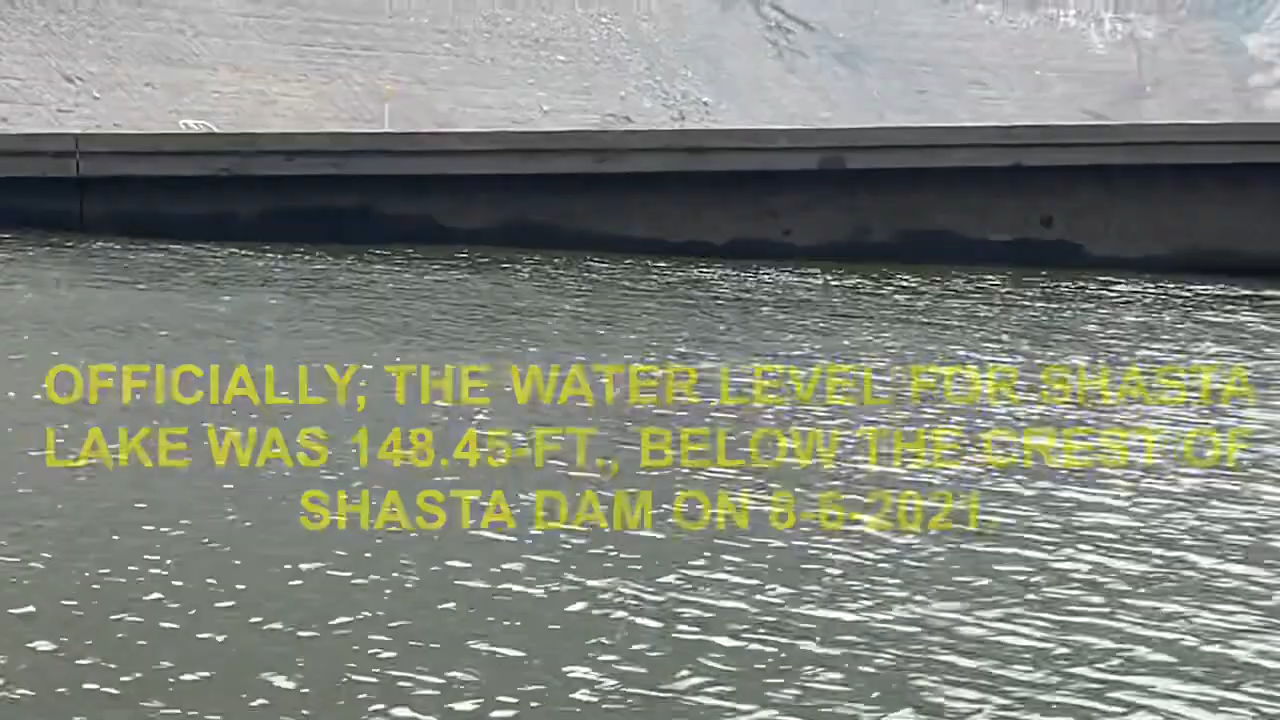 OFFICIALLY, THE WATER LEVEL FOR SHASTA
LAKE WAS 148.45-FT., BELOW THE CREST OF
SHASTA DAM ON 8-6-2021.